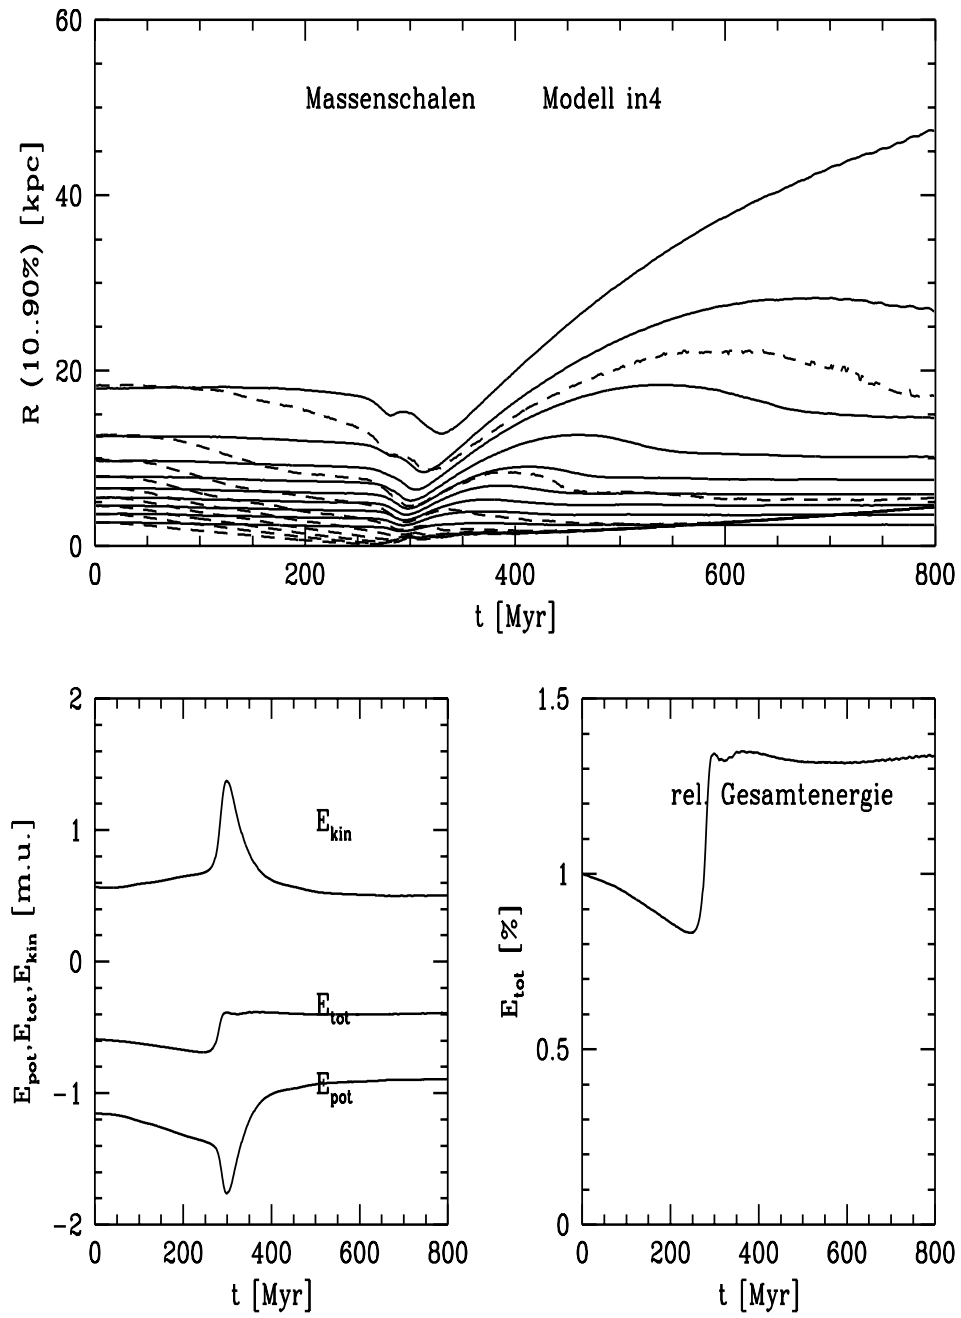 60
Massenschalen Modell in4
R (10..90%) [kpc]
40
20
0
0 200 400 600 800
t [Myr]
2
1
0
-1
-2
E_pot,E_tot,E_kin [m.u.]
E_kin
E_tot
E_pot
0 200 400 600 800
t [Myr]
1.5
rel. Gesamtenergie
1
E_tot [%]
0.5
0
0 200 400 600 800
t [Myr]